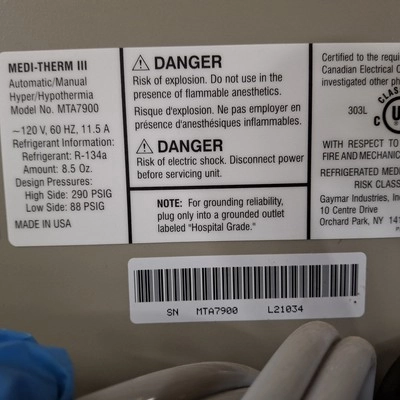 MEDI-THERM III
Automatic/Manual
Hyper/Hypothermia
Model No. MTA7900
~120 V, 60 HZ, 11.5 A
Refrigerant Information:
Refrigerant: R-134a
Amount: 8.5 Oz.
Design Pressures:
High Side: 290 PSIG
Low Side: 88 PSIG
MADE IN USA
DANGER
Risk of explosion. Do not use in the
presence of flammable anesthetics.
Risque d'explosion. Ne pas employer en
présence d'anesthésiques inflammables.
DANGER
Risk of electric shock. Disconnect power
before servicing unit.
NOTE: For grounding reliability,
plug only into a grounded outlet
labeled "Hospital Grade."
Certified to the requi
Canadian Electrical C
investigated other ph
CLAS
303L
C UL
WITH RESPECT TO
FIRE AND MECHANIC
REFRIGERATED MEDI
RISK CLASS
Gaymar Industries, In
10 Centre Drive
Orchard Park, NY 14
SN MTA7900 L21034